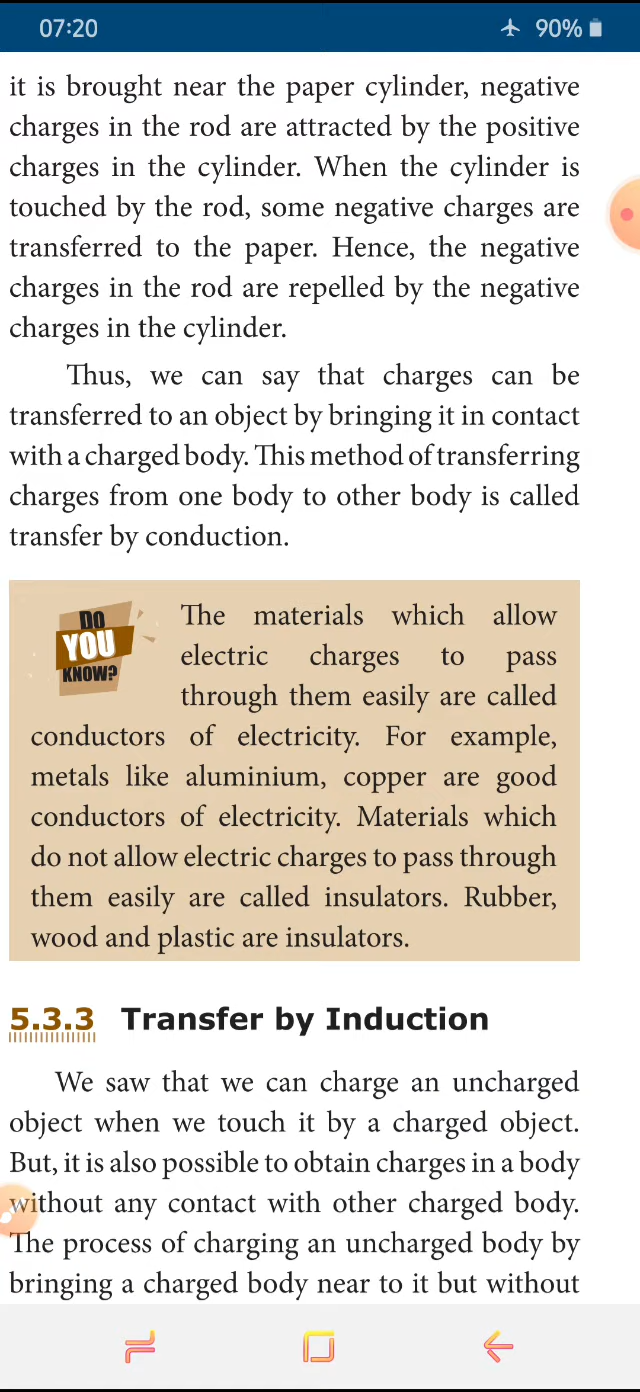 07:20 90%
it is brought near the paper cylinder, negative
charges in the rod are attracted by the positive
charges in the cylinder. When the cylinder is
touched by the rod, some negative charges are
transferred to the paper. Hence, the negative
charges in the rod are repelled by the negative
charges in the cylinder.
Thus, we can say that charges can be
transferred to an object by bringing it in contact
with a charged body. This method of transferring
charges from one body to other body is called
transfer by conduction.
DO
YOU
KNOW?
The materials which allow
electric charges to pass
through them easily are called
conductors of electricity. For example,
metals like aluminium, copper are good
conductors of electricity. Materials which
do not allow electric charges to pass through
them easily are called insulators. Rubber,
wood and plastic are insulators.
5.3.3 Transfer by Induction
We saw that we can charge an uncharged
object when we touch it by a charged object.
But, it is also possible to obtain charges in a body
without any contact with other charged body.
The process of charging an uncharged body by
bringing a charged body near to it but without